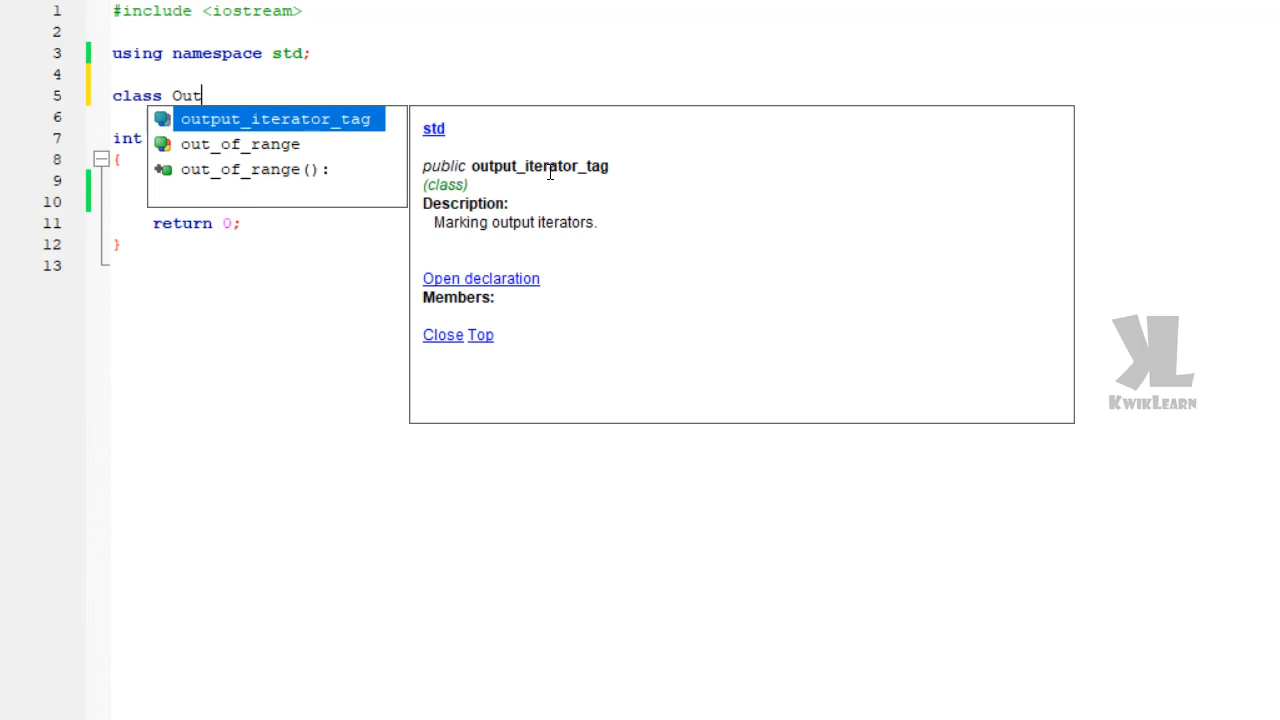 1 #include <iostream>
2
3 using namespace std;
4
5 class Out
6
7 int
8 {
9
10
11 return 0;
12 }
13
output_iterator_tag
out_of_range
out_of_range():
std
public output_iterator_tag
(class)
Description:
Marking output iterators.
Open declaration
Members:
Close Top
KL
KWIKLEARN